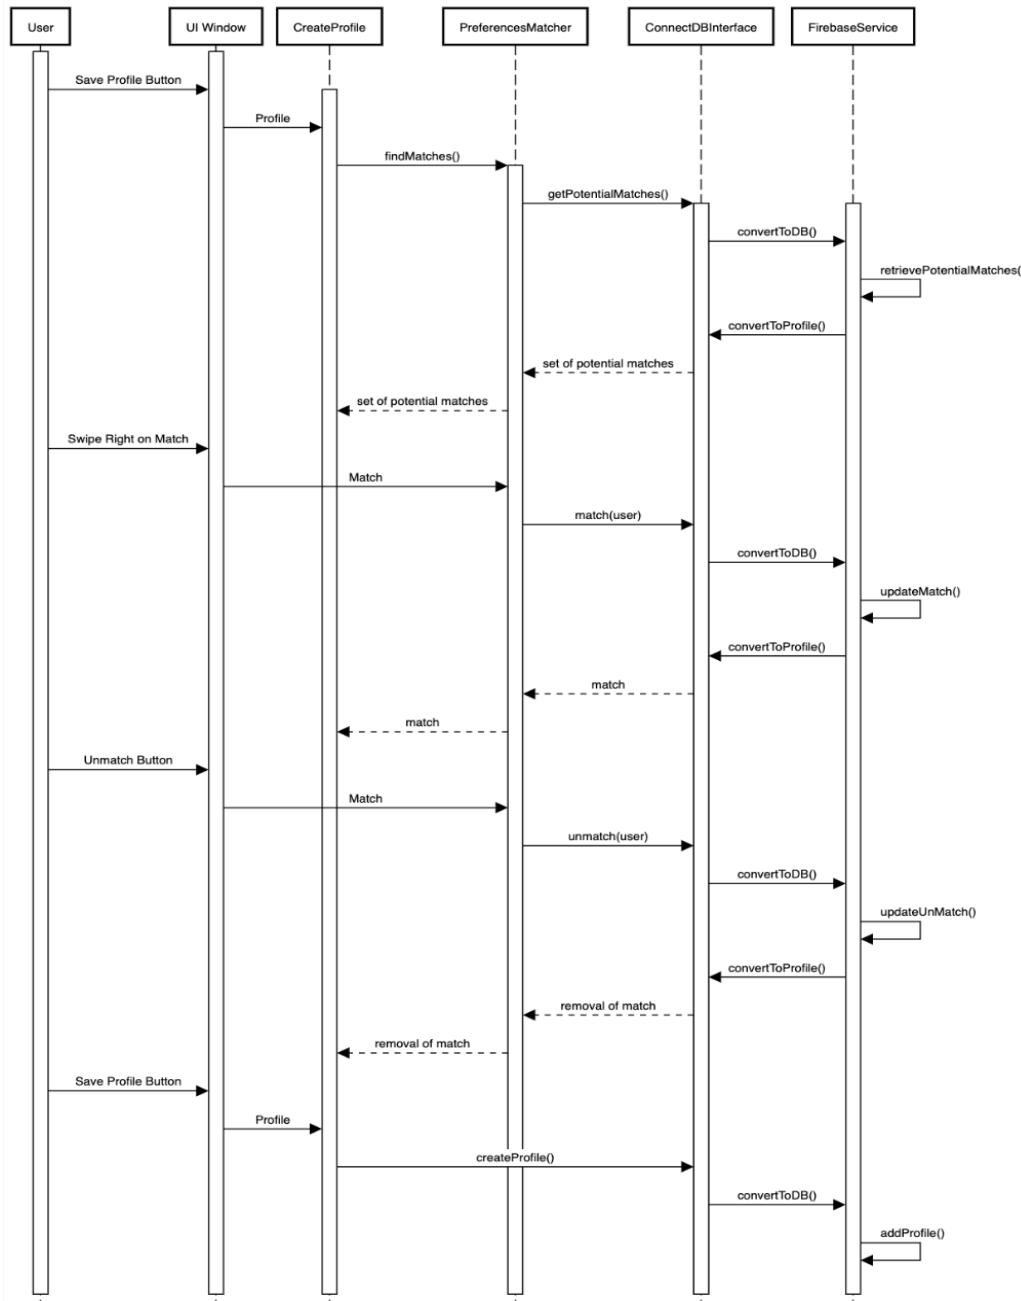 User
UI Window
CreateProfile
PreferencesMatcher
ConnectDBInterface
FirebaseService
Save Profile Button
Profile
findMatches()
getPotentialMatches()
convertToDB()
retrievePotentialMatches(
convertToProfile()
set of potential matches
set of potential matches
Swipe Right on Match
Match
match(user)
convertToDB()
updateMatch()
convertToProfile()
match
match
Unmatch Button
Match
unmatch(user)
convertToDB()
updateUnMatch()
convertToProfile()
removal of match
removal of match
Save Profile Button
Profile
createProfile()
convertToDB()
addProfile()